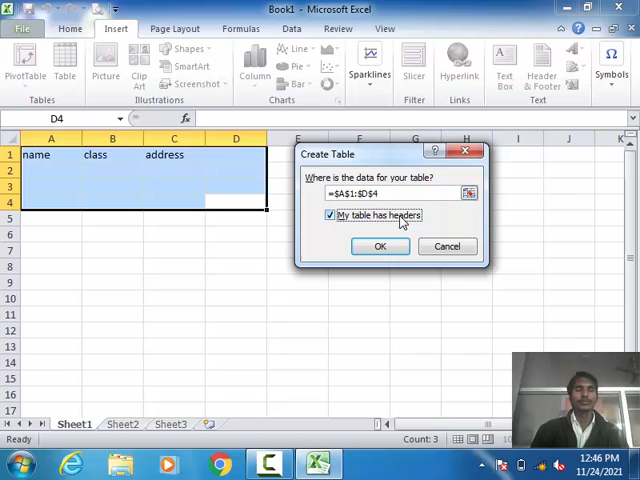 Book1 - Microsoft Excel
File Home Insert Page Layout Formulas Data Review View
PivotTable Table Picture Clip Art Shapes SmartArt Screenshot Column Line Pie Bar Sparklines Slicer Hyperlink Text Box Header & Footer Symbols
Tables Illustrations Charts Filter Links Text
D4 fx
A B C D E F G H I J K
1 name class address
2
3
4
5
6
7
8
9
10
11
12
13
14
15
16
17
Create Table
Where is the data for your table?
=$A$1:$D$4
My table has headers
OK Cancel
Sheet1 Sheet2 Sheet3
Ready Count: 3
12:46 PM
11/24/2021